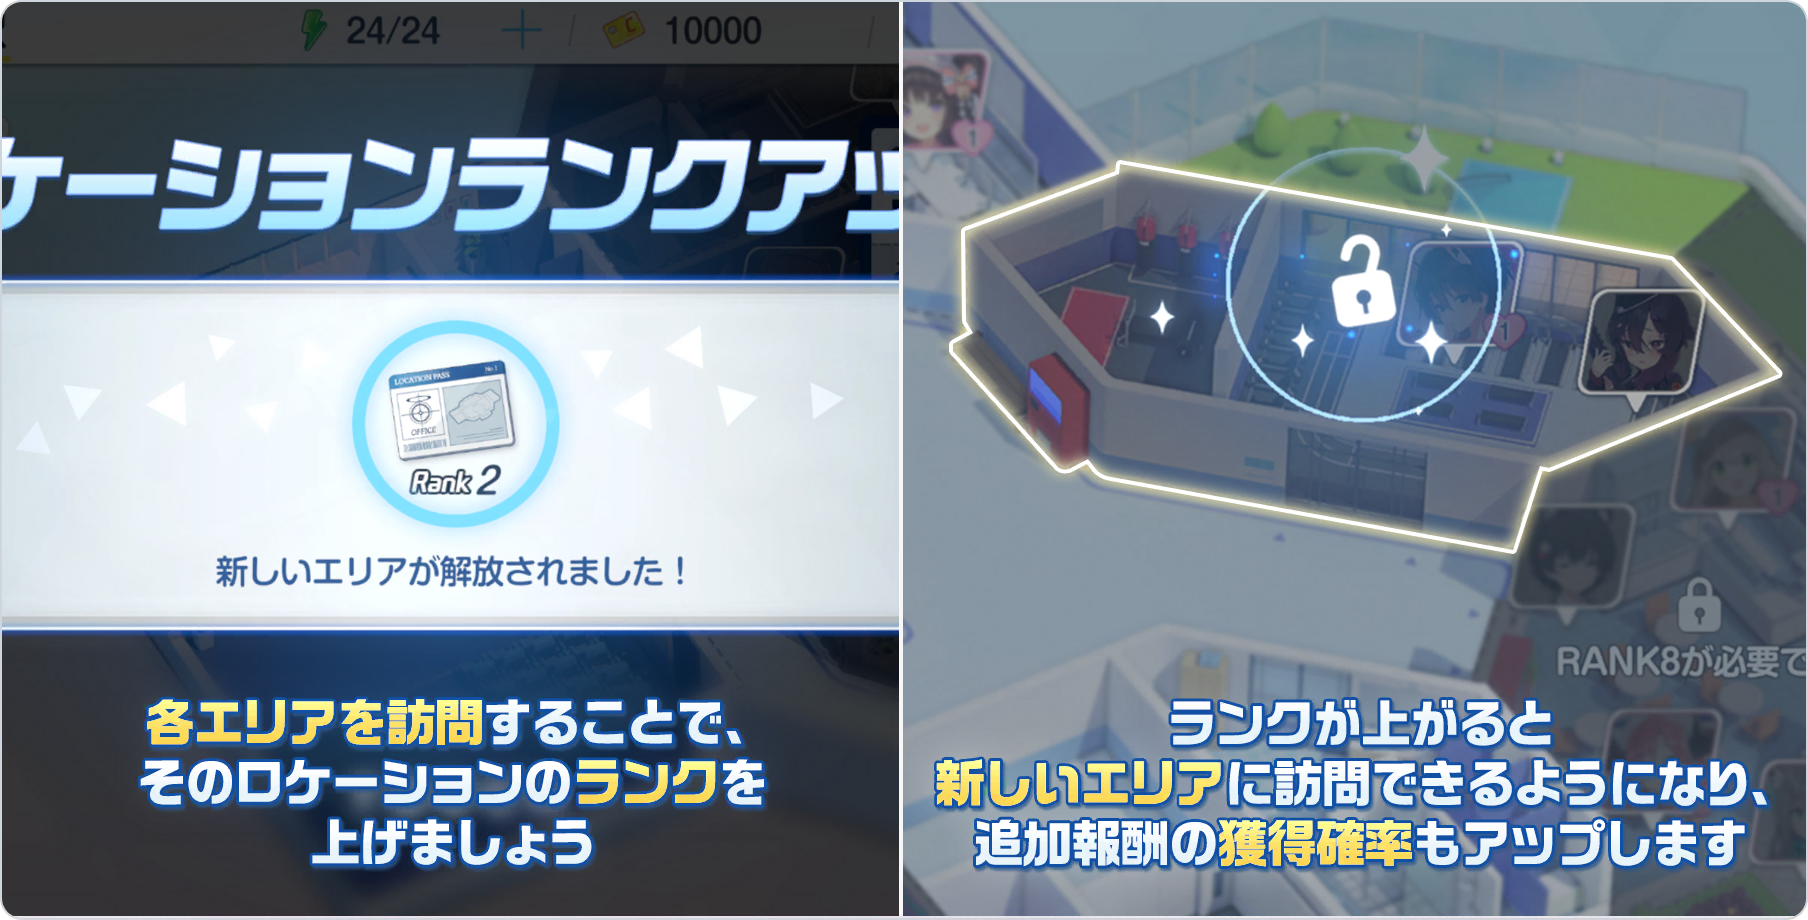 24/24
10000
ケーションランクアッ
LOCATION PASS
No.1
OFFICE
Rank 2
新しいエリアが解放されました！
各エリアを訪問することで、
そのロケーションのランクを
上げましょう
1
1
1
RANK8が必要で
ランクが上がると
新しいエリアに訪問できるようになり、
追加報酬の獲得確率もアップします